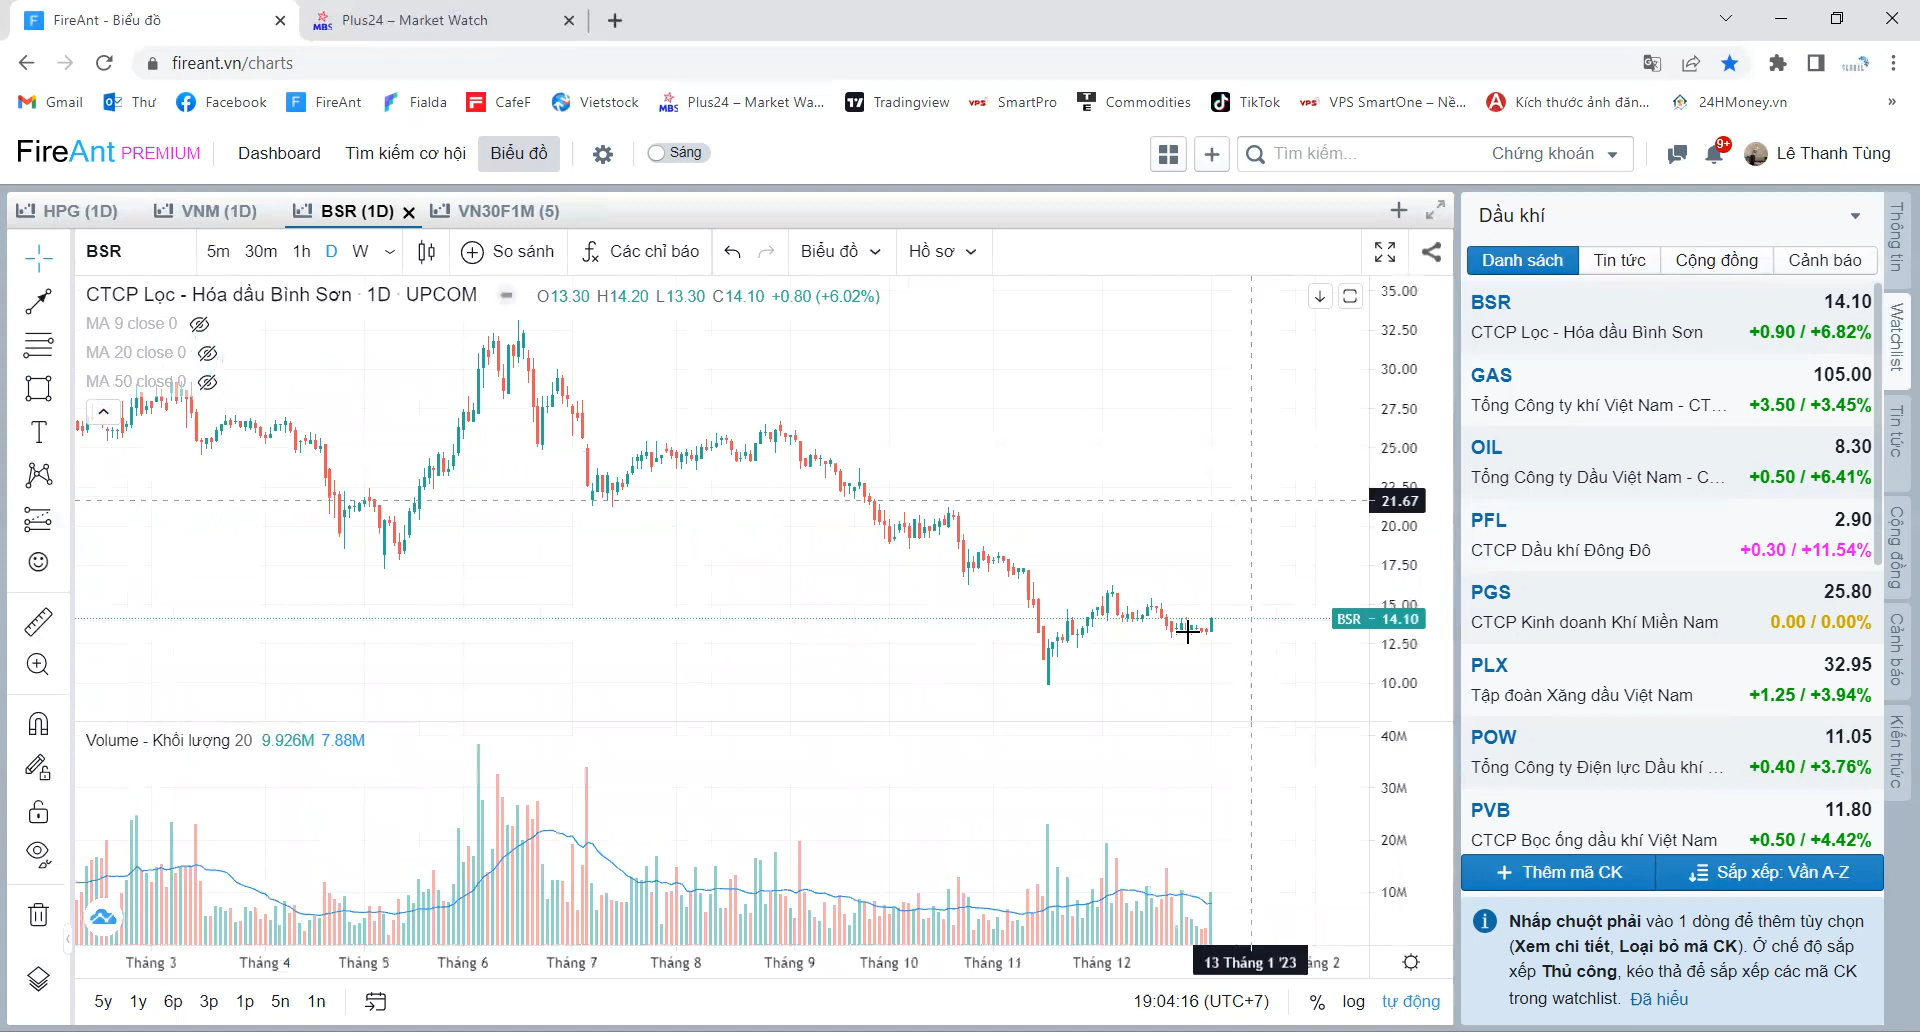 FireAnt - Biểu đồ
Plus24 – Market Watch
fireant.vn/charts
Gmail Thư Facebook FireAnt Fialda CafeF Vietstock Plus24 – Market Wa... Tradingview SmartPro Commodities TikTok VPS SmartOne – Nề... Kích thước ảnh đăn... 24HMoney.vn »
FireAnt PREMIUM Dashboard Tìm kiếm cơ hội Biểu đồ Sáng Tìm kiếm... Chứng khoán 9+ Lê Thanh Tùng
HPG (1D) VNM (1D) BSR (1D) VN30F1M (5)
BSR 5m 30m 1h D W So sánh Các chỉ báo Biểu đồ Hồ sơ
CTCP Lọc - Hóa dầu Bình Sơn · 1D · UPCOM O13.30 H14.20 L13.30 C14.10 +0.80 (+6.02%)
MA 9 close 0
MA 20 close 0
MA 50 close 0
35.00
32.50
30.00
27.50
25.00
22.50
21.67
20.00
17.50
15.00
BSR 14.10
12.50
10.00
Volume - Khối lượng 20 9.926M 7.88M
40M
30M
20M
10M
Tháng 3 Tháng 4 Tháng 5 Tháng 6 Tháng 7 Tháng 8 Tháng 9 Tháng 10 Tháng 11 Tháng 12 13 Tháng 1 '23 áng 2
5y 1y 6p 3p 1p 5n 1n 19:04:16 (UTC+7) % log tự động
Dầu khí
Danh sách Tin tức Cộng đồng Cảnh báo
BSR 14.10
CTCP Lọc - Hóa dầu Bình Sơn +0.90 / +6.82%
GAS 105.00
Tổng Công ty khí Việt Nam - CT... +3.50 / +3.45%
OIL 8.30
Tổng Công ty Dầu Việt Nam - C... +0.50 / +6.41%
PFL 2.90
CTCP Dầu khí Đông Đô +0.30 / +11.54%
PGS 25.80
CTCP Kinh doanh Khí Miền Nam 0.00 / 0.00%
PLX 32.95
Tập đoàn Xăng dầu Việt Nam +1.25 / +3.94%
POW 11.05
Tổng Công ty Điện lực Dầu khí ... +0.40 / +3.76%
PVB 11.80
CTCP Bọc ống dầu khí Việt Nam +0.50 / +4.42%
Thêm mã CK Sắp xếp: Vần A-Z
Nhấp chuột phải vào 1 dòng để thêm tùy chọn
(Xem chi tiết, Loại bỏ mã CK). Ở chế độ sắp
xếp Thủ công, kéo thả để sắp xếp các mã CK
trong watchlist. Đã hiểu
Thông tin
Watchlist
Tin tức
Cộng đồng
Cảnh báo
Kiến thức